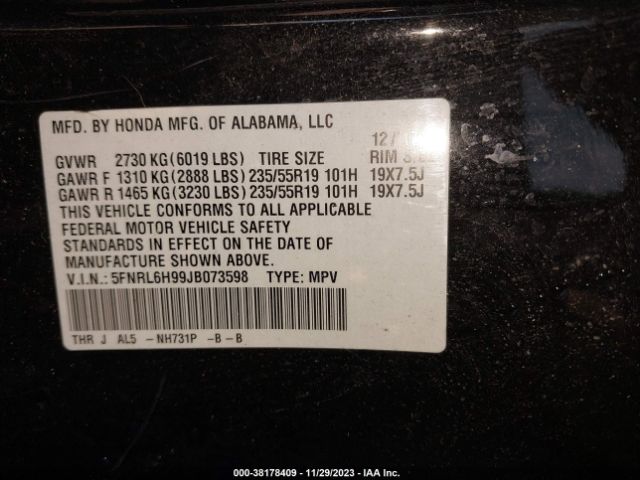 MFD. BY HONDA MFG. OF ALABAMA, LLC 12/
GVWR 2730 KG(6019 LBS) TIRE SIZE RIM
GAWR F 1310 KG(2888 LBS)235/55R19 101H 19X7.5J
GAWR R 1465 KG(3230 LBS)235/55R19 101H 19X7.5J
THIS VEHICLE CONFORMS TO ALL APPLICABLE
FEDERAL MOTOR VEHICLE SAFETY
STANDARDS IN EFFECT ON THE DATE OF
MANUFACTURE SHOWN ABOVE.
V.I.N.: 5FNRL6H99JB073598 TYPE: MPV
THR J AL5 -NH731P -B-B
000-38178409 - 11/29/2023 - IAA Inc.